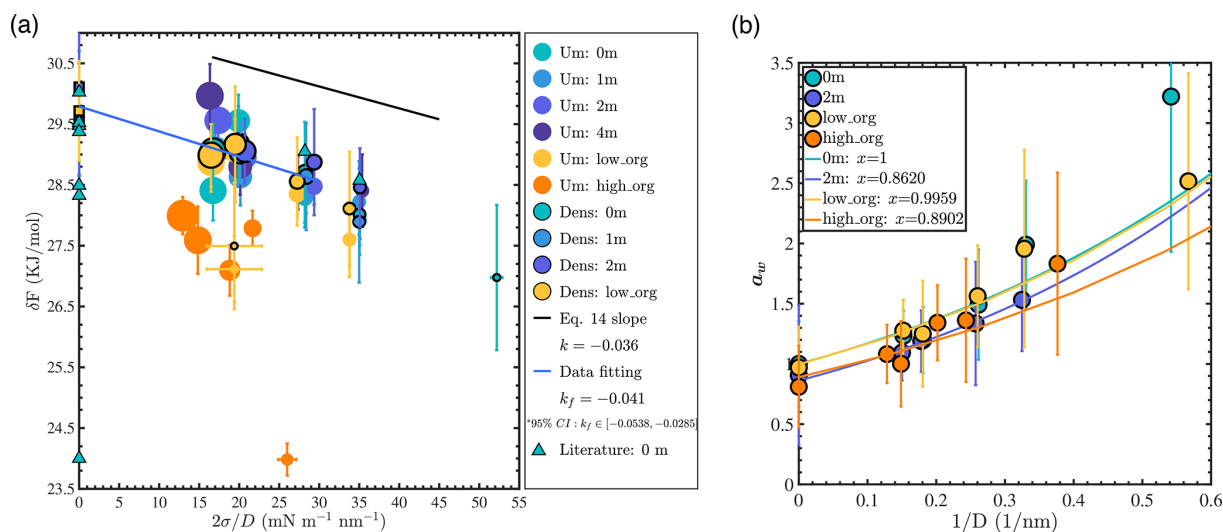 (a)
30.5
29.5
28.5
27.5
26.5
25.5
24.5
23.5
δF (KJ/mol)
0 5 10 15 20 25 30 35 40 45 50 55
2σ/D (mN m⁻¹ nm⁻¹)
Um: 0m
Um: 1m
Um: 2m
Um: 4m
Um: low_org
Um: high_org
Dens: 0m
Dens: 1m
Dens: 2m
Dens: low_org
Eq. 14 slope
k = −0.036
Data fitting
k_f = −0.041
*95% CI : k_f ∈ [−0.0538, −0.0285]
Literature: 0 m
(b)
3.5
3
2.5
2
1.5
1
0.5
0
a_w
0 0.1 0.2 0.3 0.4 0.5 0.6
1/D (1/nm)
0m
2m
low_org
high_org
0m: x=1
2m: x=0.8620
low_org: x=0.9959
high_org: x=0.8902